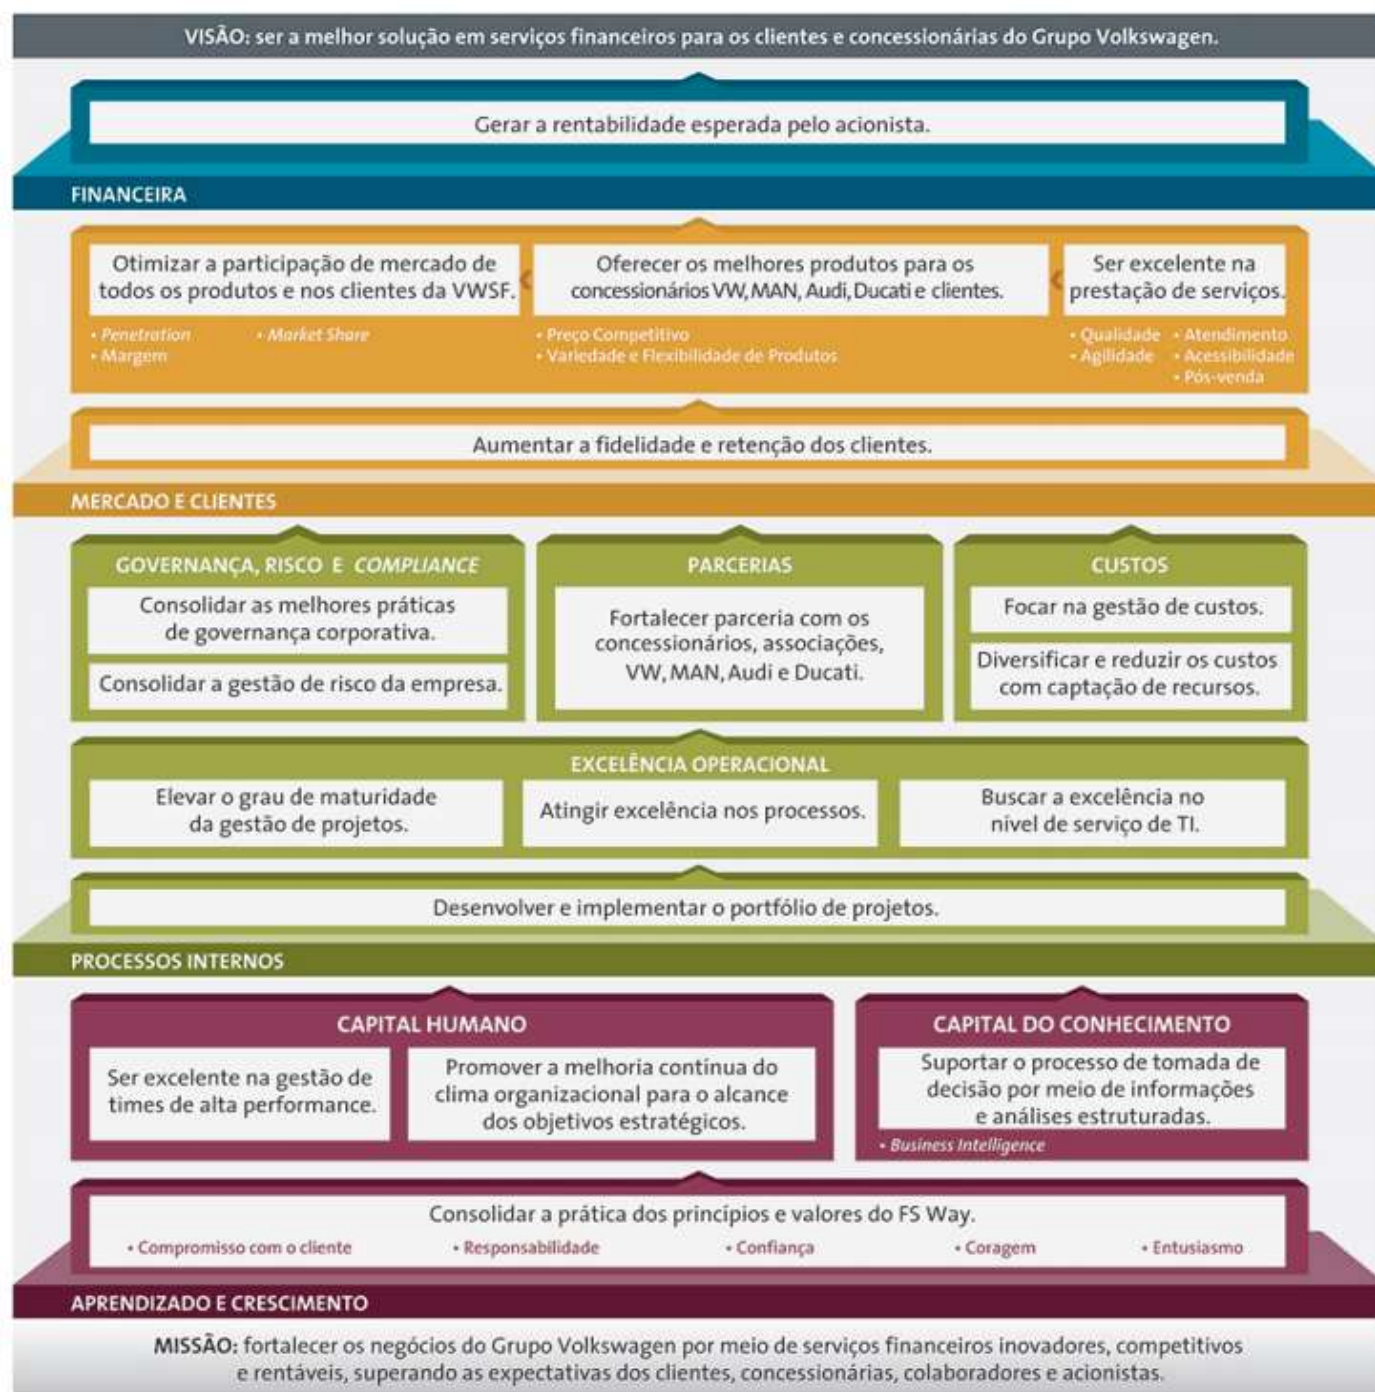 VISÃO: ser a melhor solução em serviços financeiros para os clientes e concessionárias do Grupo Volkswagen.
Gerar a rentabilidade esperada pelo acionista.
FINANCEIRA
Otimizar a participação de mercado de
todos os produtos e nos clientes da VWSF.
• Penetration • Market Share
• Margem
Oferecer os melhores produtos para os
concessionários VW, MAN, Audi, Ducati e clientes.
• Preço Competitivo
• Variedade e Flexibilidade de Produtos
Ser excelente na
prestação de serviços.
• Qualidade • Atendimento
• Agilidade • Acessibilidade
• Pós-venda
Aumentar a fidelidade e retenção dos clientes.
MERCADO E CLIENTES
GOVERNANÇA, RISCO E COMPLIANCE
Consolidar as melhores práticas
de governança corporativa.
Consolidar a gestão de risco da empresa.
PARCERIAS
Fortalecer parceria com os
concessionários, associações,
VW, MAN, Audi e Ducati.
CUSTOS
Focar na gestão de custos.
Diversificar e reduzir os custos
com captação de recursos.
EXCELÊNCIA OPERACIONAL
Elevar o grau de maturidade
da gestão de projetos.
Atingir excelência nos processos.
Buscar a excelência no
nível de serviço de TI.
Desenvolver e implementar o portfólio de projetos.
PROCESSOS INTERNOS
CAPITAL HUMANO
Ser excelente na gestão de
times de alta performance.
Promover a melhoria contínua do
clima organizacional para o alcance
dos objetivos estratégicos.
CAPITAL DO CONHECIMENTO
Suportar o processo de tomada de
decisão por meio de informações
e análises estruturadas.
• Business Intelligence
Consolidar a prática dos princípios e valores do FS Way.
• Compromisso com o cliente • Responsabilidade • Confiança • Coragem • Entusiasmo
APRENDIZADO E CRESCIMENTO
MISSÃO: fortalecer os negócios do Grupo Volkswagen por meio de serviços financeiros inovadores, competitivos
e rentáveis, superando as expectativas dos clientes, concessionárias, colaboradores e acionistas.